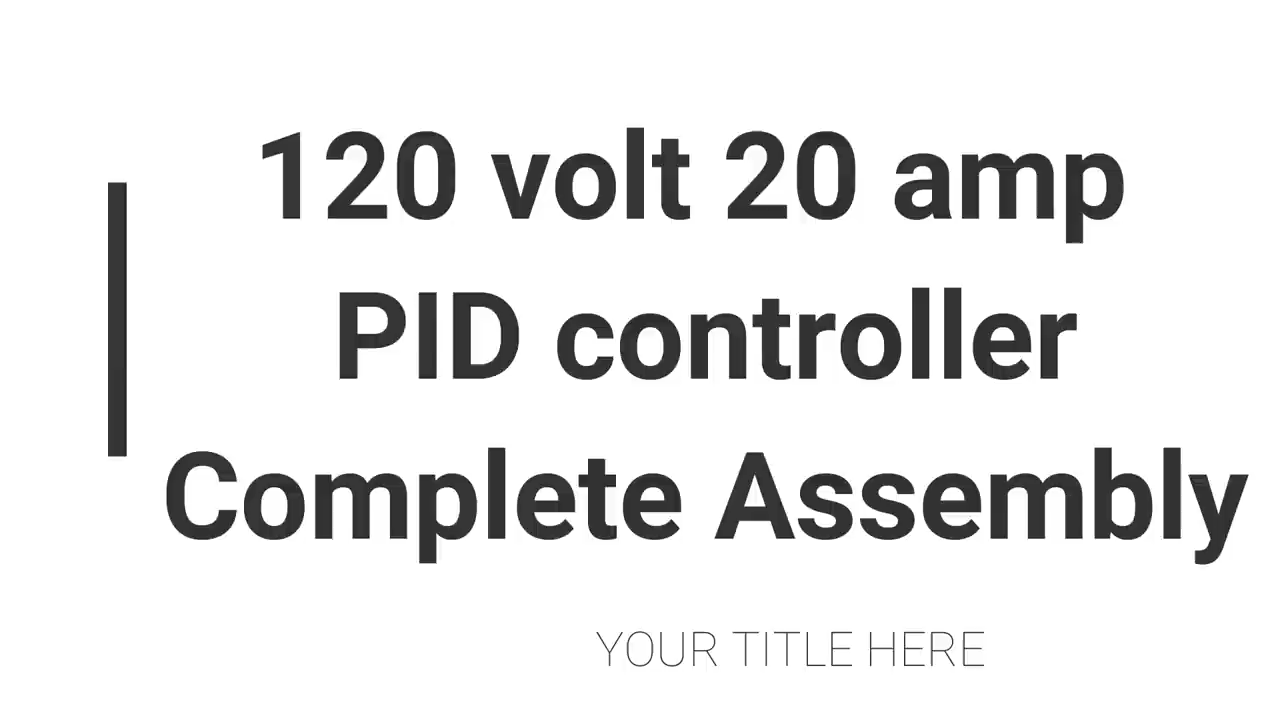 120 volt 20 amp
PID controller
Complete Assembly
YOUR TITLE HERE